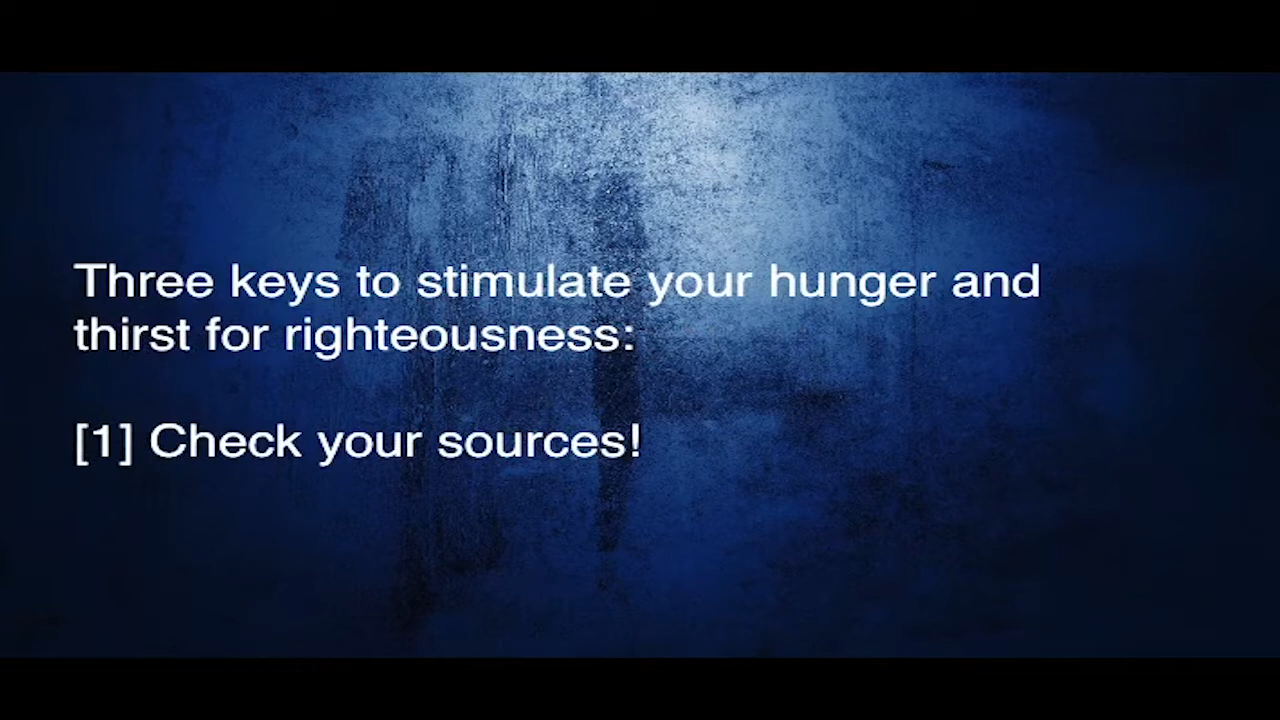 Three keys to stimulate your hunger and
thirst for righteousness:
[1] Check your sources!